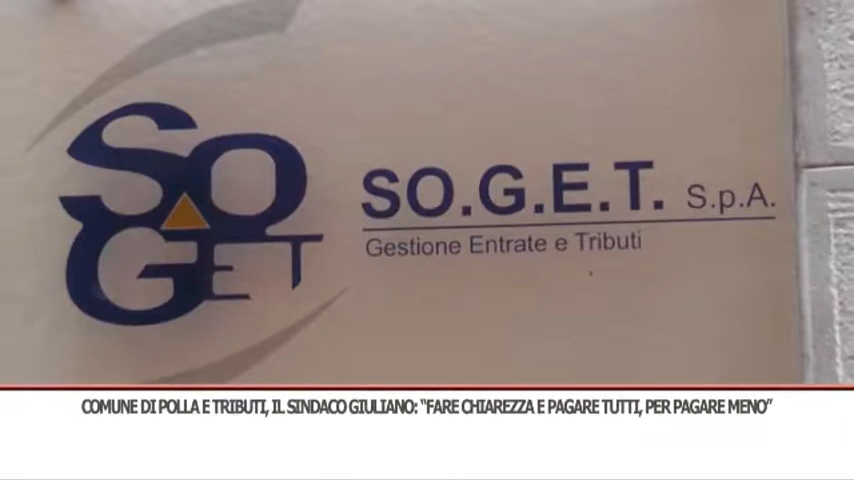 SO
GET
SO.G.E.T. S.p.A.
Gestione Entrate e Tributi
COMUNE DI POLLA E TRIBUTI, IL SINDACO GIULIANO: “FARE CHIAREZZA E PAGARE TUTTI, PER PAGARE MENO”